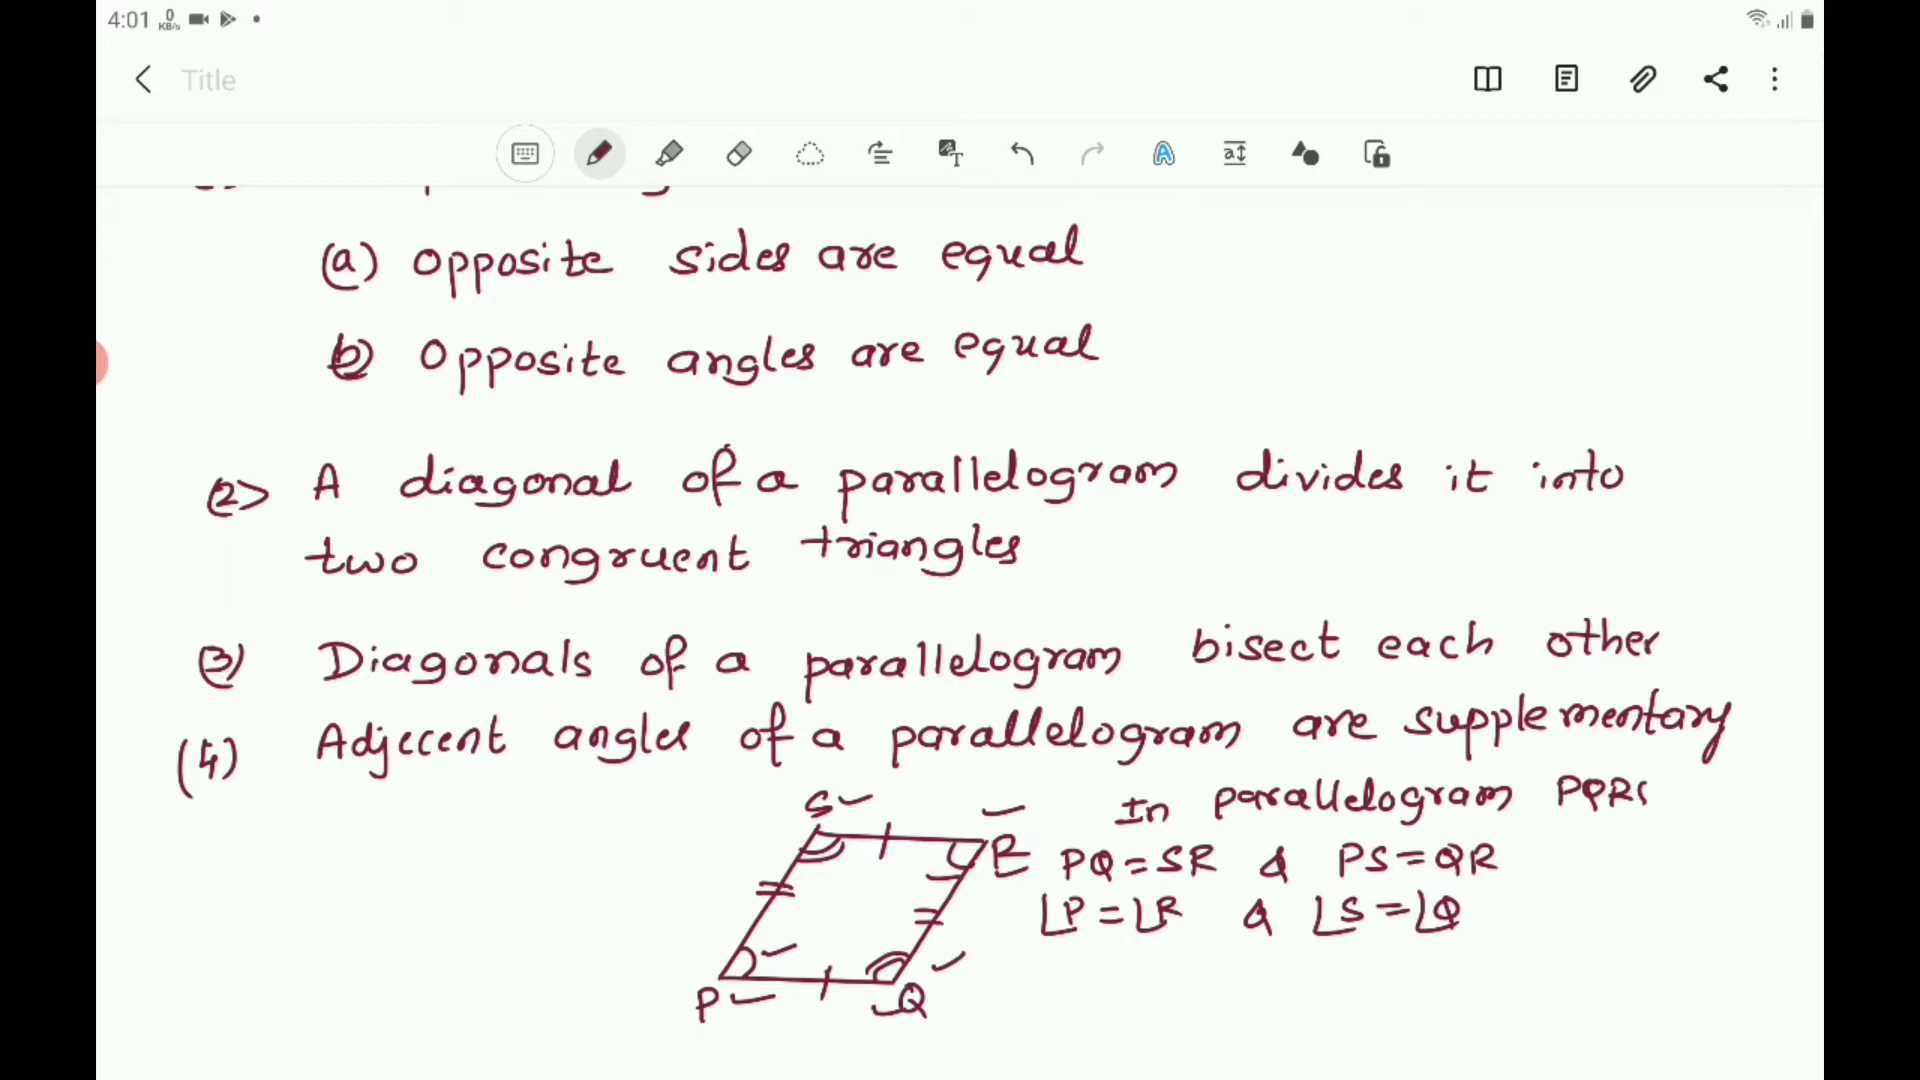 4:01 0 KB/s
Title
(a) opposite sides are equal
b) Opposite angles are equal
(2) A diagonal of a parallelogram divides it into
two congruent triangles
(3) Diagonals of a parallelogram bisect each other
(4) Adjecent angles of a parallelogram are supplementary
In parallelogram PQRS
S
R
PQ = SR & PS = QR
∠P = ∠R & ∠S = ∠Q
P
Q